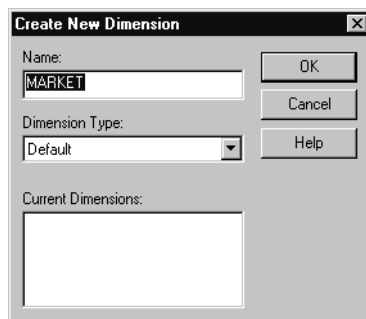 Create New Dimension
Name:
MARKET
Dimension Type:
Default
Current Dimensions:
OK
Cancel
Help